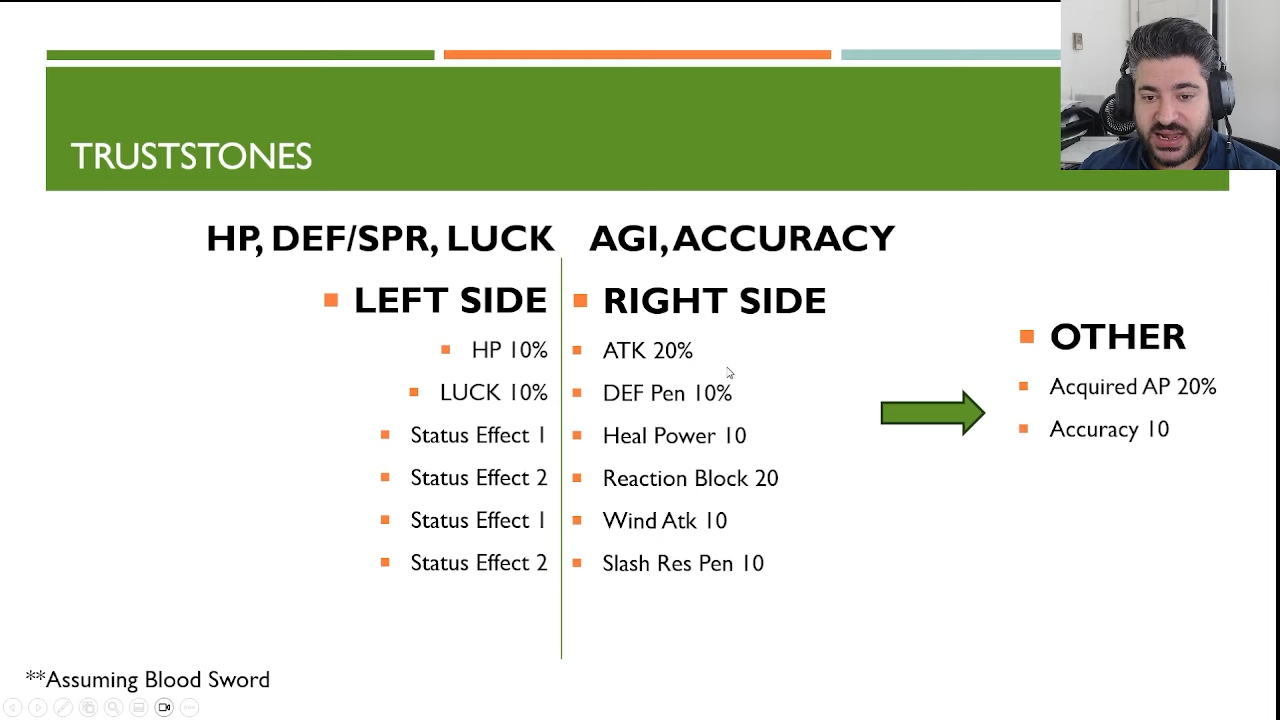 TRUSTSTONES
HP, DEF/SPR, LUCK
AGI, ACCURACY
LEFT SIDE
HP 10%
LUCK 10%
Status Effect 1
Status Effect 2
Status Effect 1
Status Effect 2
RIGHT SIDE
ATK 20%
DEF Pen 10%
Heal Power 10
Reaction Block 20
Wind Atk 10
Slash Res Pen 10
OTHER
Acquired AP 20%
Accuracy 10
**Assuming Blood Sword